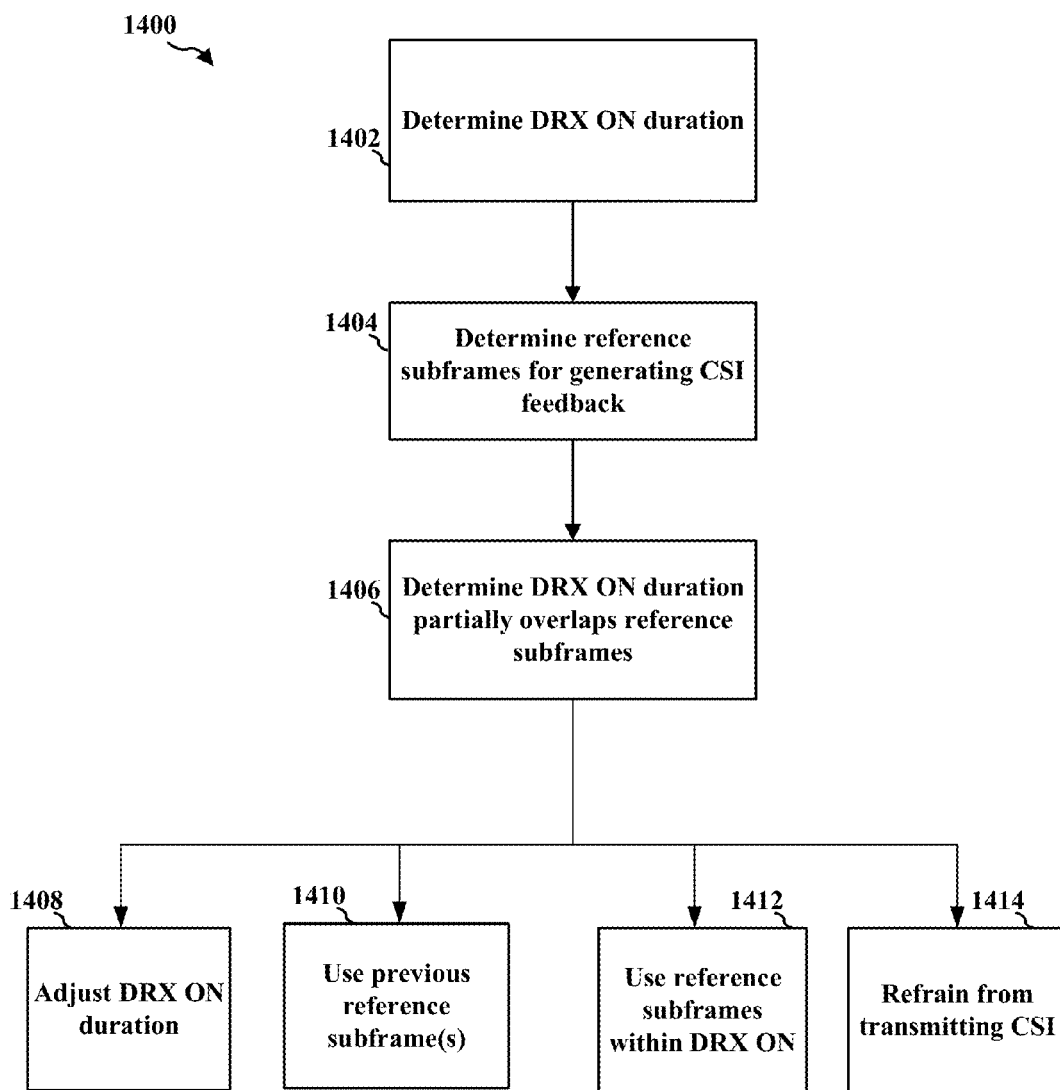 1400
Determine DRX ON duration
1402
1404
Determine reference
subframes for generating CSI
feedback
1406
Determine DRX ON duration
partially overlaps reference
subframes
1408
Adjust DRX ON
duration
1410
Use previous
reference
subframe(s)
1412
Use reference
subframes
within DRX ON
1414
Refrain from
transmitting CSI